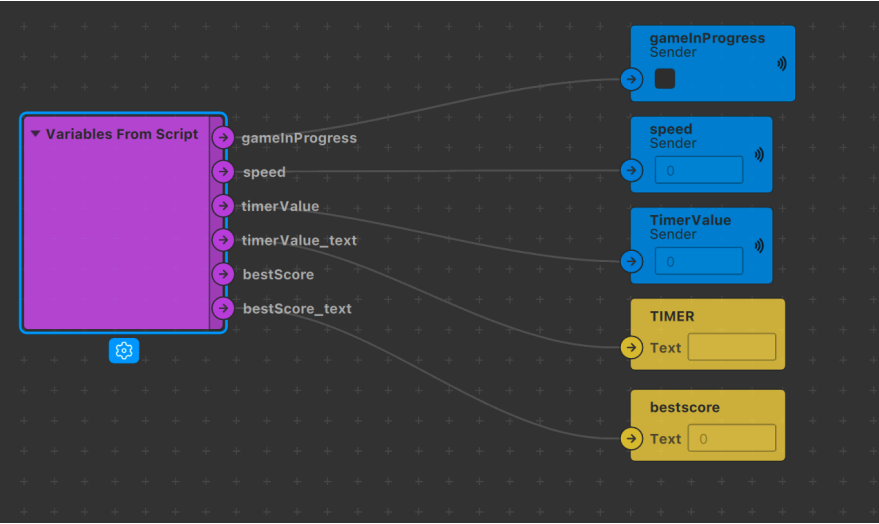 Variables From Script
gameInProgress
speed
timerValue
timerValue_text
bestScore
bestScore_text
gameInProgress
Sender
speed
Sender
0
TimerValue
Sender
0
TIMER
Text
bestscore
Text 0